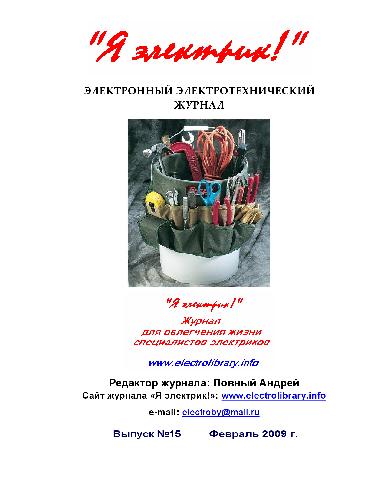 "Я электрик!"
ЭЛЕКТРОННЫЙ ЭЛЕКТРОТЕХНИЧЕСКИЙ
ЖУРНАЛ
"Я электрик!"
Журнал
для облегчения жизни
специалистов электриков
www.electrolibrary.info
Редактор журнала: Повный Андрей
Сайт журнала «Я электрик!»: www.electrolibrary.info
e-mail: electroby@mail.ru
Выпуск №15 Февраль 2009 г.